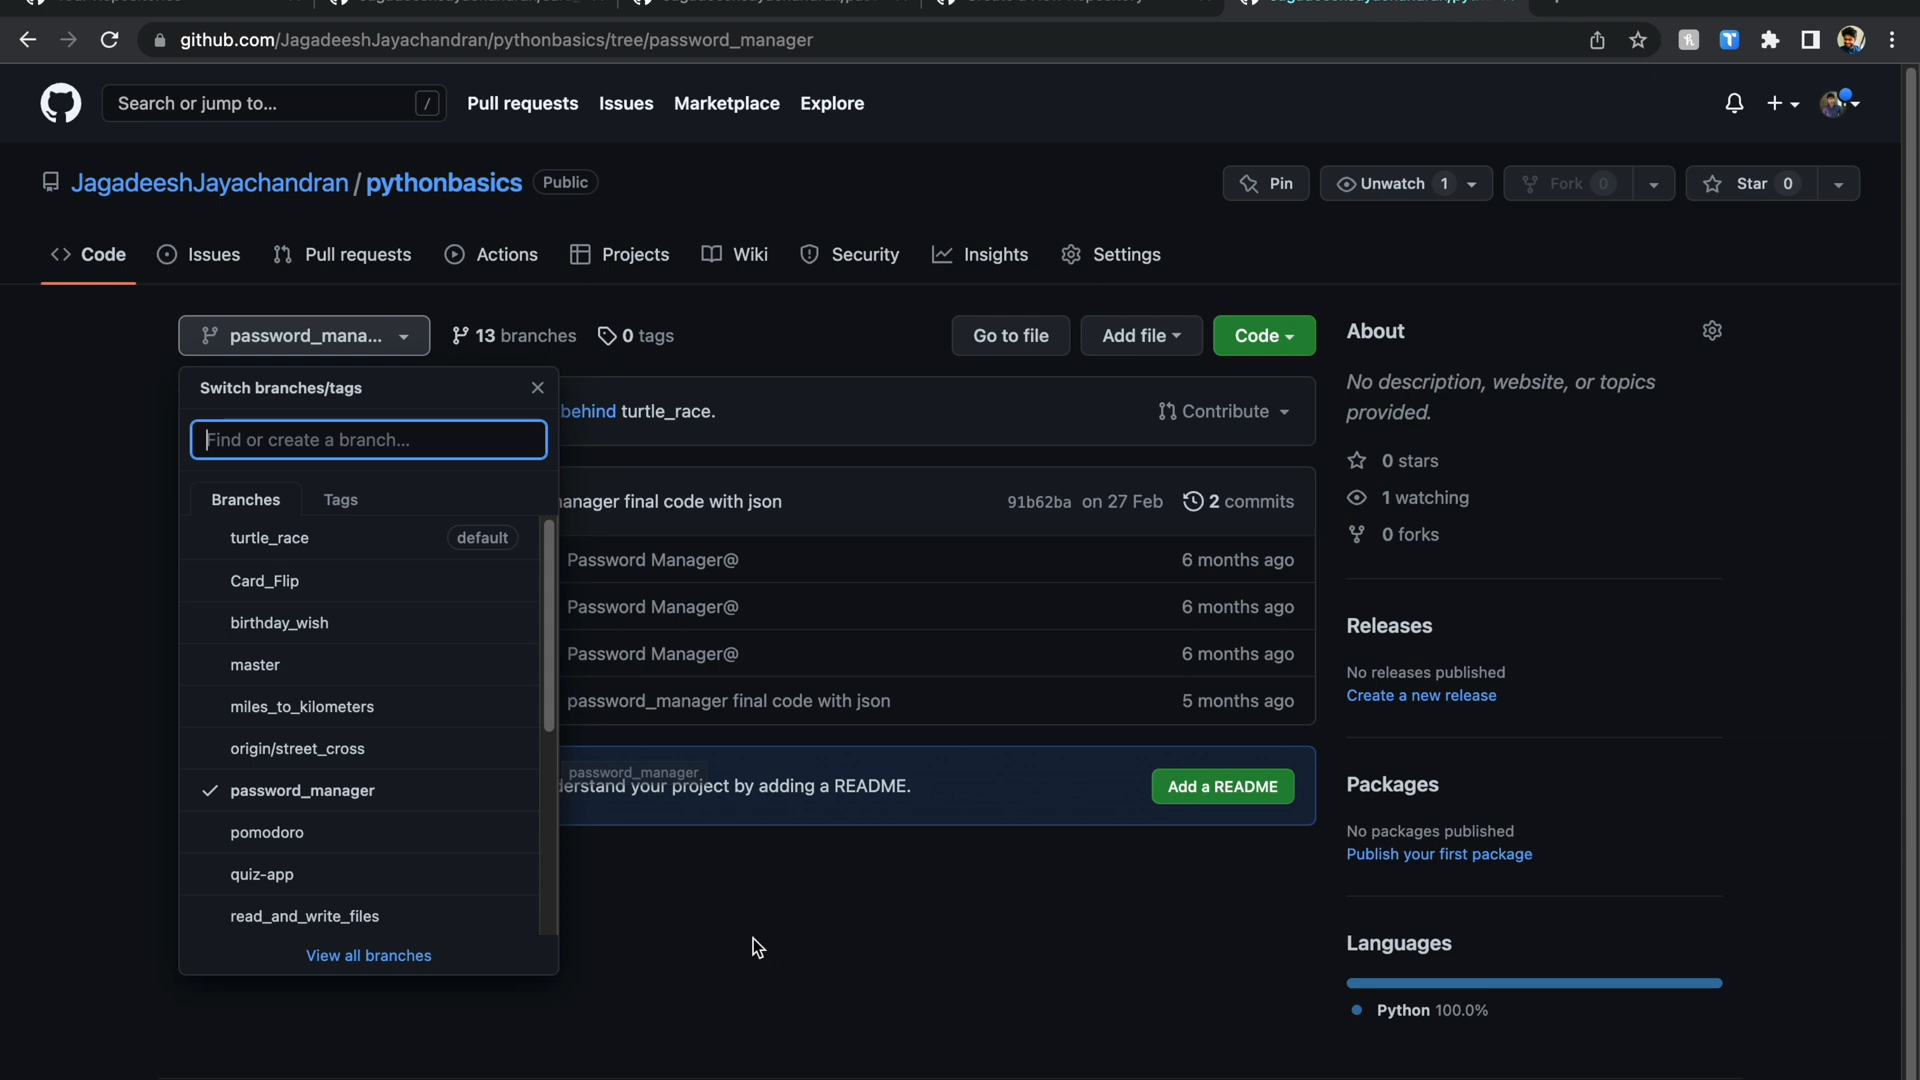 github.com/JagadeeshJayachandran/pythonbasics/tree/password_manager
Search or jump to...
/
Pull requests
Issues
Marketplace
Explore
JagadeeshJayachandran / pythonbasics
Public
Pin
Unwatch 1
Fork 0
Star 0
Code
Issues
Pull requests
Actions
Projects
Wiki
Security
Insights
Settings
password_mana...
13 branches
0 tags
Go to file
Add file
Code
Switch branches/tags
Find or create a branch...
Branches
Tags
turtle_race
default
Card_Flip
birthday_wish
master
miles_to_kilometers
origin/street_cross
password_manager
pomodoro
quiz-app
read_and_write_files
View all branches
behind turtle_race.
Contribute
anager final code with json
91b62ba on 27 Feb
2 commits
Password Manager@
6 months ago
Password Manager@
6 months ago
Password Manager@
6 months ago
password_manager final code with json
5 months ago
password_manager
derstand your project by adding a README.
Add a README
About
No description, website, or topics
provided.
0 stars
1 watching
0 forks
Releases
No releases published
Create a new release
Packages
No packages published
Publish your first package
Languages
Python 100.0%